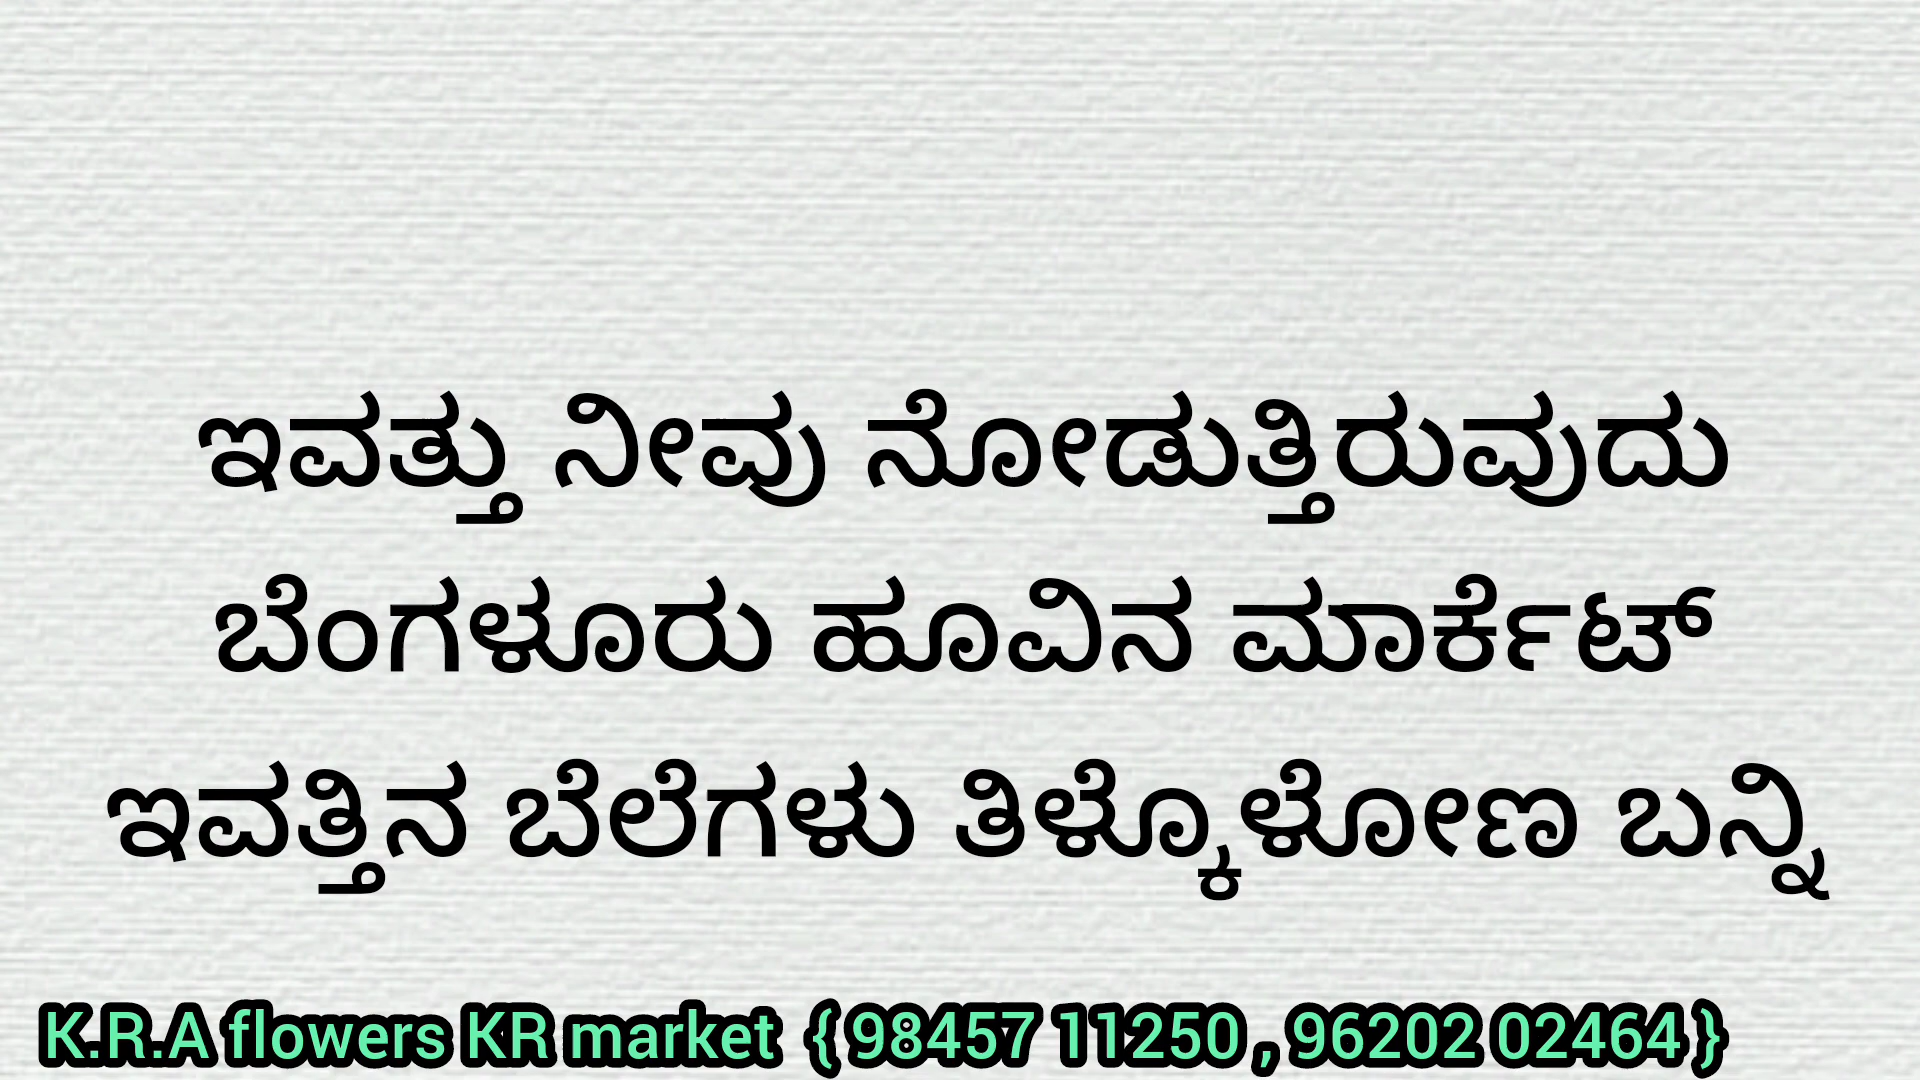 ಇವತ್ತು ನೀವು ನೋಡುತ್ತಿರುವುದು
ಬೆಂಗಳೂರು ಹೂವಿನ ಮಾರ್ಕೆಟ್
ಇವತ್ತಿನ ಬೆಲೆಗಳು ತಿಳ್ಕೊಳೋಣ ಬನ್ನಿ
K.R.A flowers KR market { 98457 11250 , 96202 02464 }